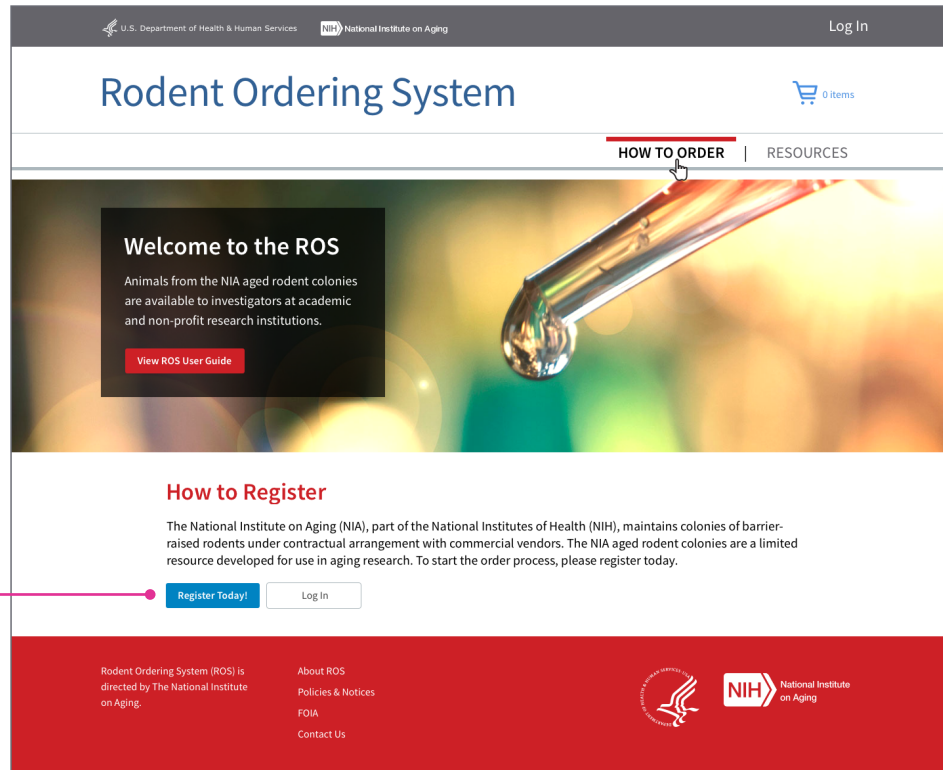 U.S. Department of Health & Human Services
NIH National Institute on Aging
Log In
Rodent Ordering System
0 items
HOW TO ORDER | RESOURCES
Welcome to the ROS
Animals from the NIA aged rodent colonies
are available to investigators at academic
and non-profit research institutions.
View ROS User Guide
How to Register
The National Institute on Aging (NIA), part of the National Institutes of Health (NIH), maintains colonies of barrier-
raised rodents under contractual arrangement with commercial vendors. The NIA aged rodent colonies are a limited
resource developed for use in aging research. To start the order process, please register today.
Register Today!
Log In
Rodent Ordering System (ROS) is
directed by The National Institute
on Aging.
About ROS
Policies & Notices
FOIA
Contact Us
NIH
National Institute
on Aging